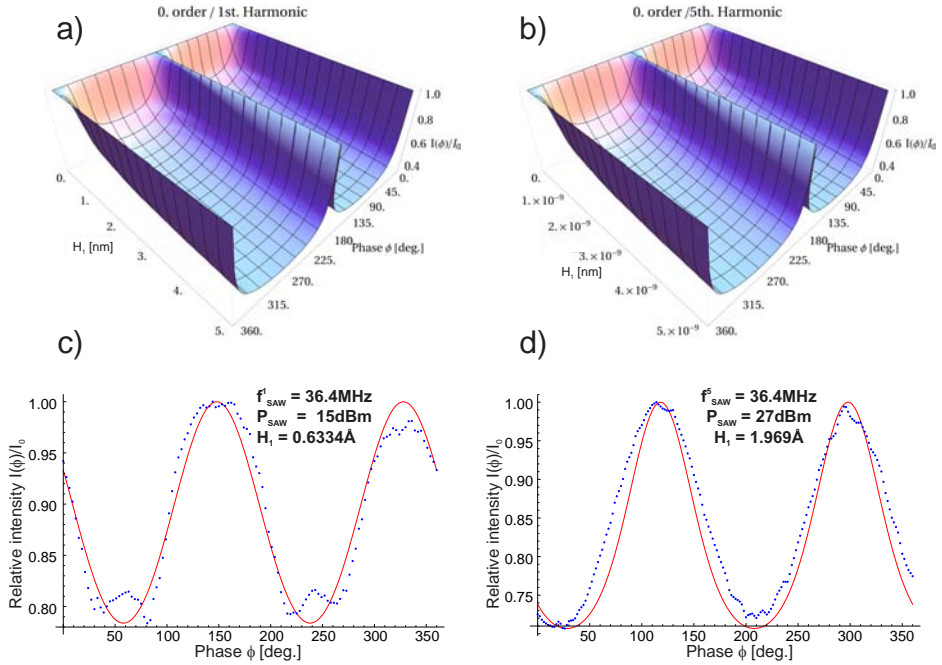 0. order / 1st. Harmonic
a)
1.0
0.8
0.6 I(ϕ)/I₀
0.4
0.
45.
90.
135.
180.
Phase ϕ [deg.]
225.
270.
315.
360.
0.
1.
2.
3.
4.
5.
H₁ [nm]
0. order /5th. Harmonic
b)
1.0
0.8
0.6 I(ϕ)/I₀
0.4
0.
45.
90.
135.
180.
Phase ϕ [deg.]
225.
270.
315.
360.
0.
1.×10⁻⁹
2.×10⁻⁹
3.×10⁻⁹
4.×10⁻⁹
5.×10⁻⁹
H₁ [nm]
c)
f¹SAW = 36.4MHz
PSAW = 15dBm
H₁ = 0.6334Å
Relative intensity I(ϕ)/I₀
1.00
0.95
0.90
0.85
0.80
50 100 150 200 250 300 350
Phase ϕ [deg.]
d)
f⁵SAW = 36.4MHz
PSAW = 27dBm
H₁ = 1.969Å
Relative intensity I(ϕ)/I₀
1.00
0.95
0.90
0.85
0.80
0.75
50 100 150 200 250 300 350
Phase ϕ [deg.]